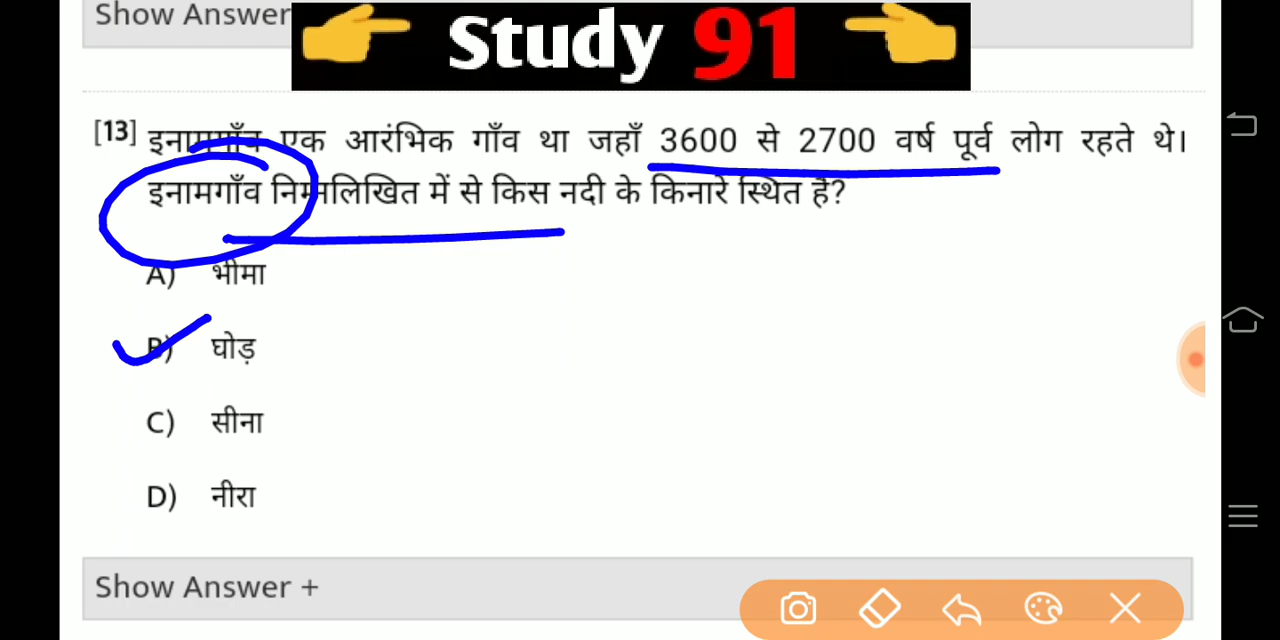 Show Answer
Study 91
[13] इनामगाँव एक आरंभिक गाँव था जहाँ 3600 से 2700 वर्ष पूर्व लोग रहते थे।
इनामगाँव निम्नलिखित में से किस नदी के किनारे स्थित है?
A) भीमा
B) घोड़
C) सीना
D) नीरा
Show Answer +